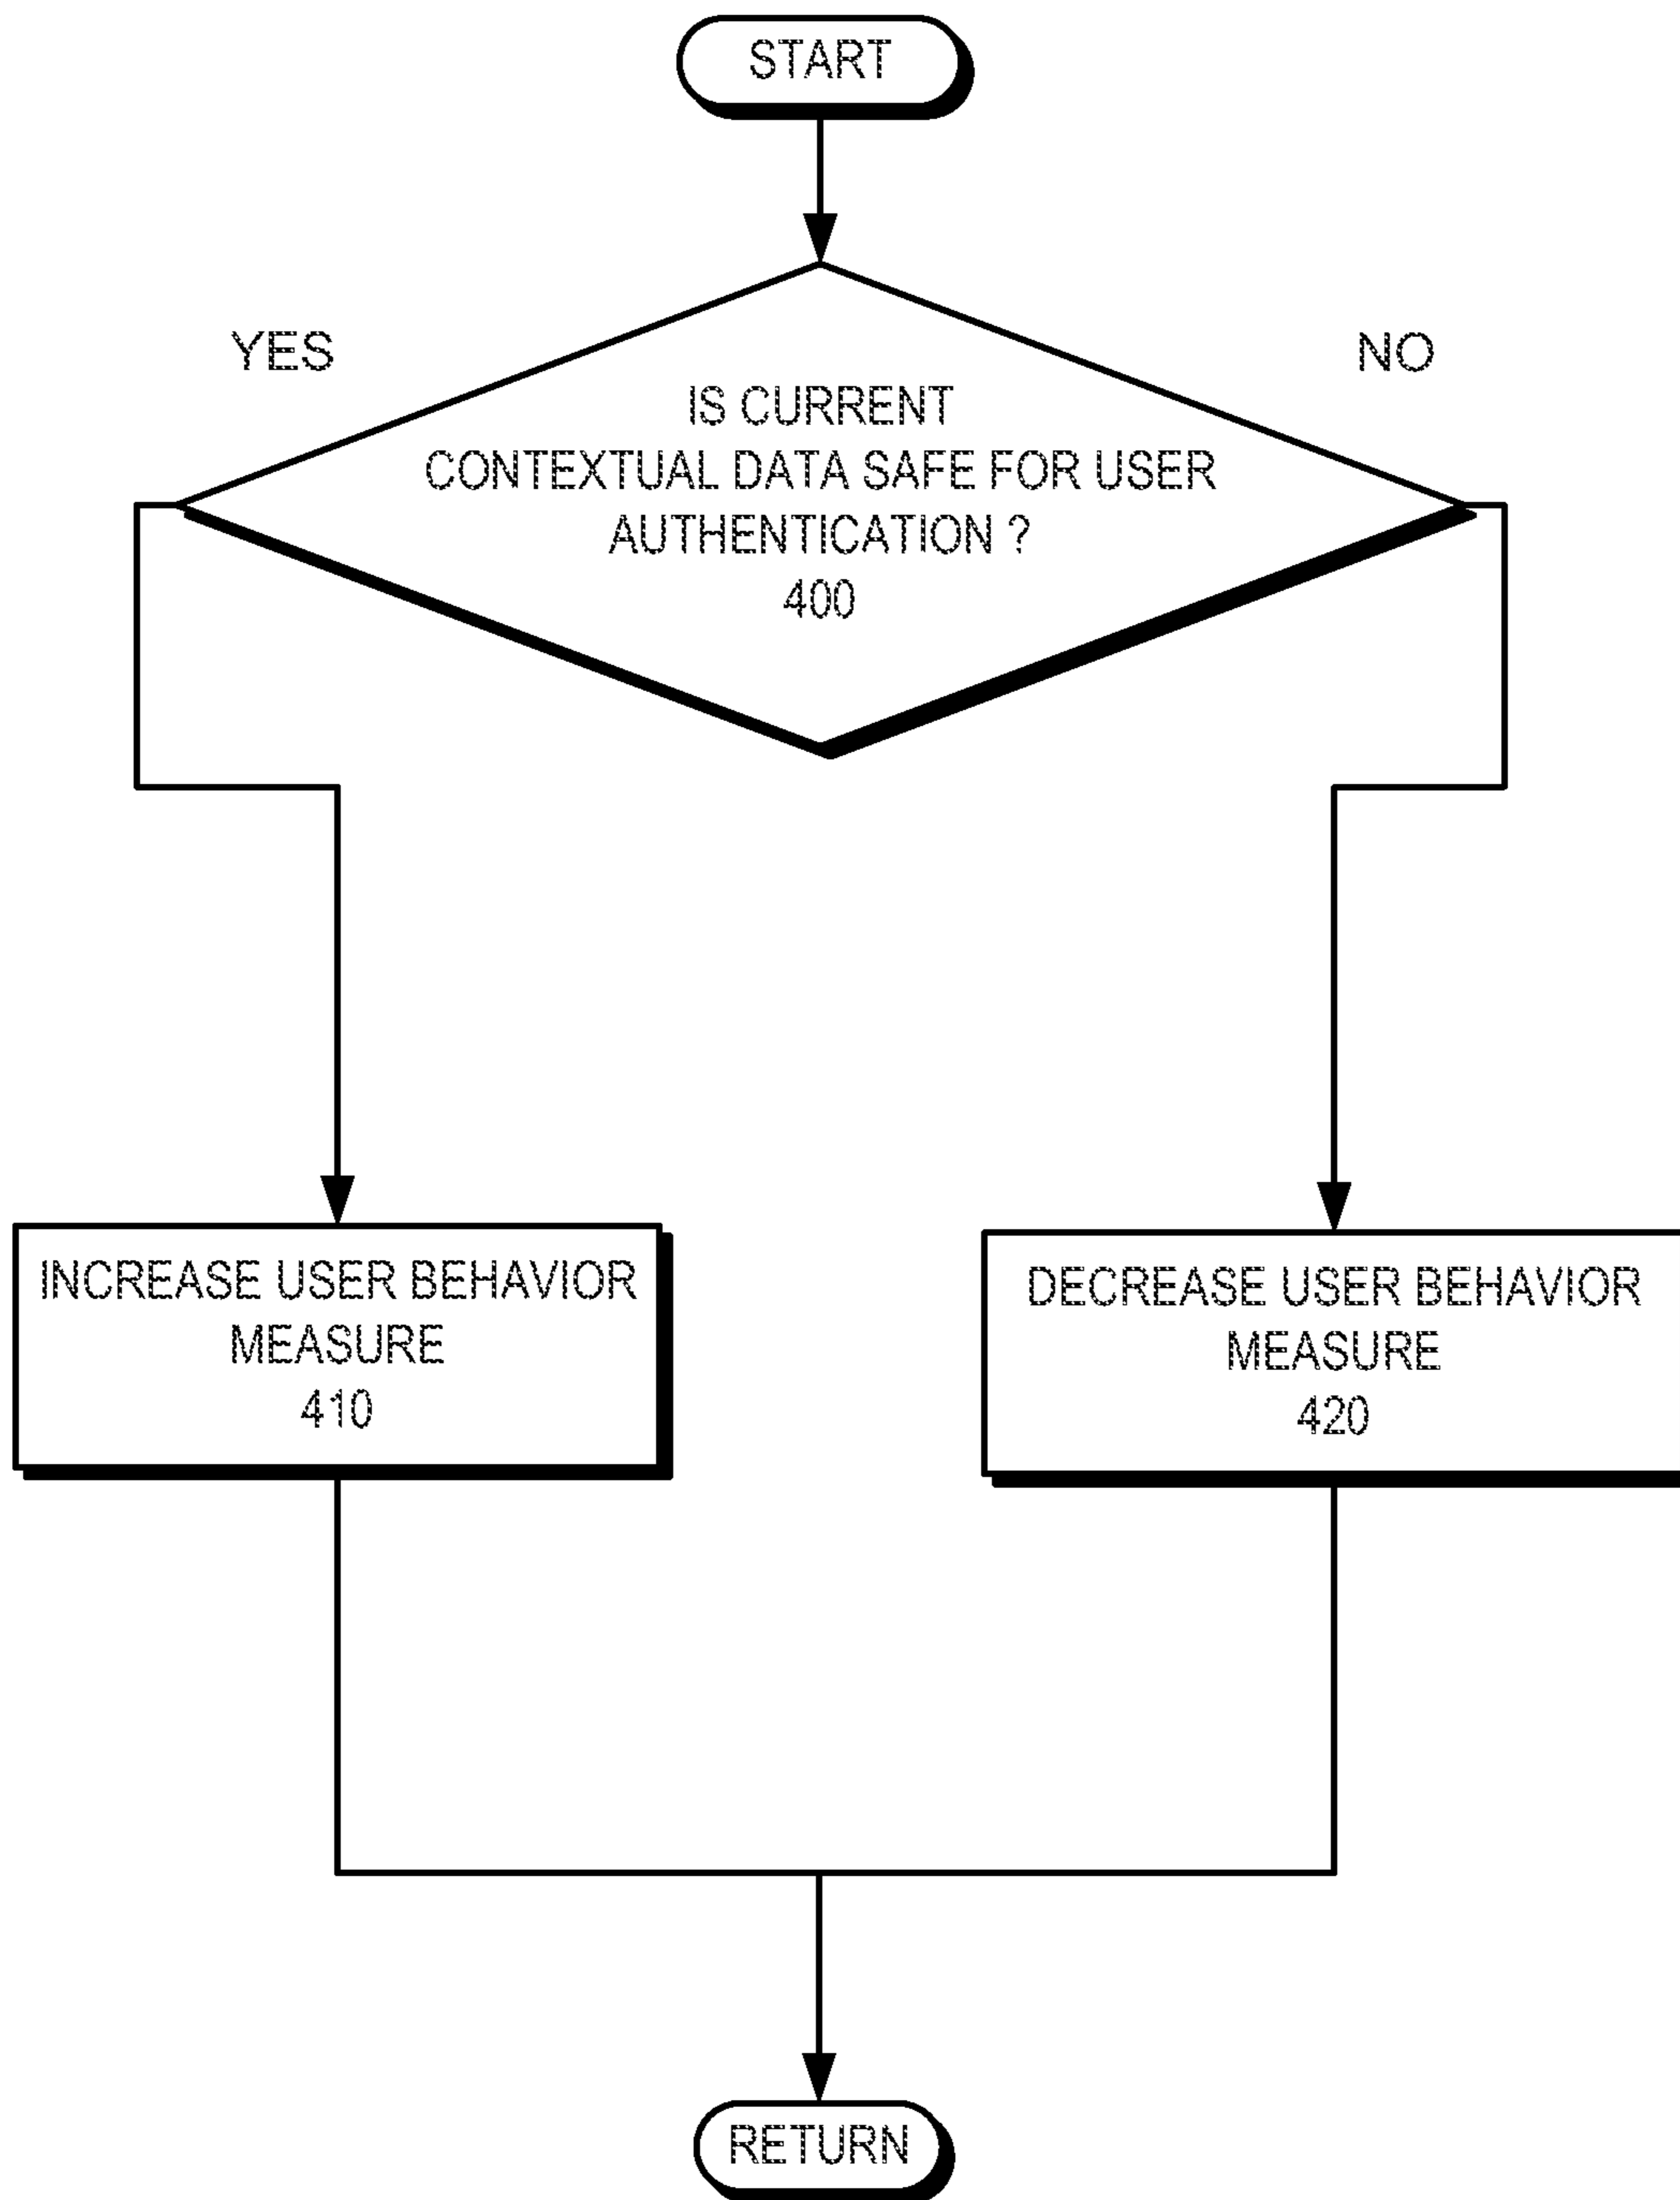 START
YES
NO
IS CURRENT
CONTEXTUAL DATA SAFE FOR USER
AUTHENTICATION ?
400
INCREASE USER BEHAVIOR
MEASURE
410
DECREASE USER BEHAVIOR
MEASURE
420
RETURN